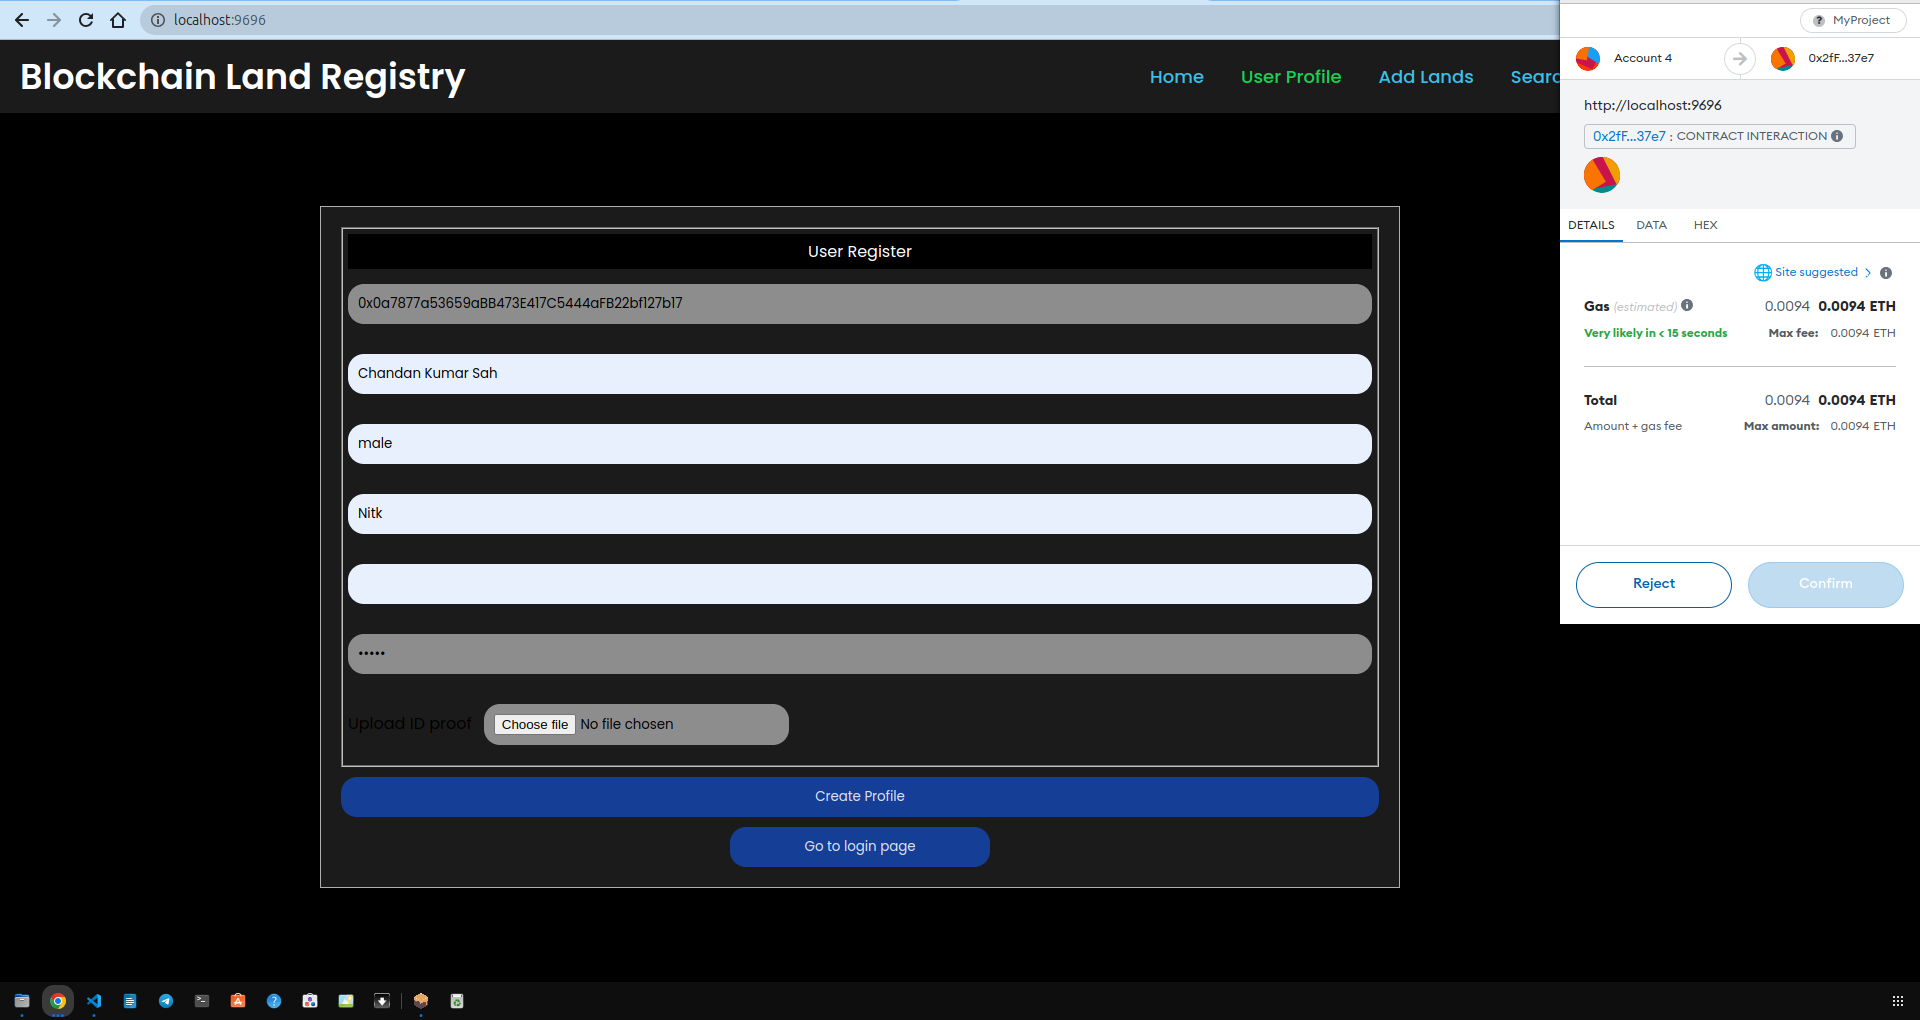 localhost:9696
Blockchain Land Registry
Home User Profile Add Lands Searc
User Register
0x0a7877a53659aBB473E417C5444aFB22bf127b17
Chandan Kumar Sah
male
Nitk
•••••
Upload ID proof Choose file No file chosen
Create Profile
Go to login page
MyProject
Account 4 0x2fF...37e7
http://localhost:9696
0x2fF...37e7 : CONTRACT INTERACTION
DETAILS DATA HEX
Site suggested >
Gas (estimated) 0.0094 0.0094 ETH
Very likely in < 15 seconds Max fee: 0.0094 ETH
Total 0.0094 0.0094 ETH
Amount + gas fee Max amount: 0.0094 ETH
Reject Confirm